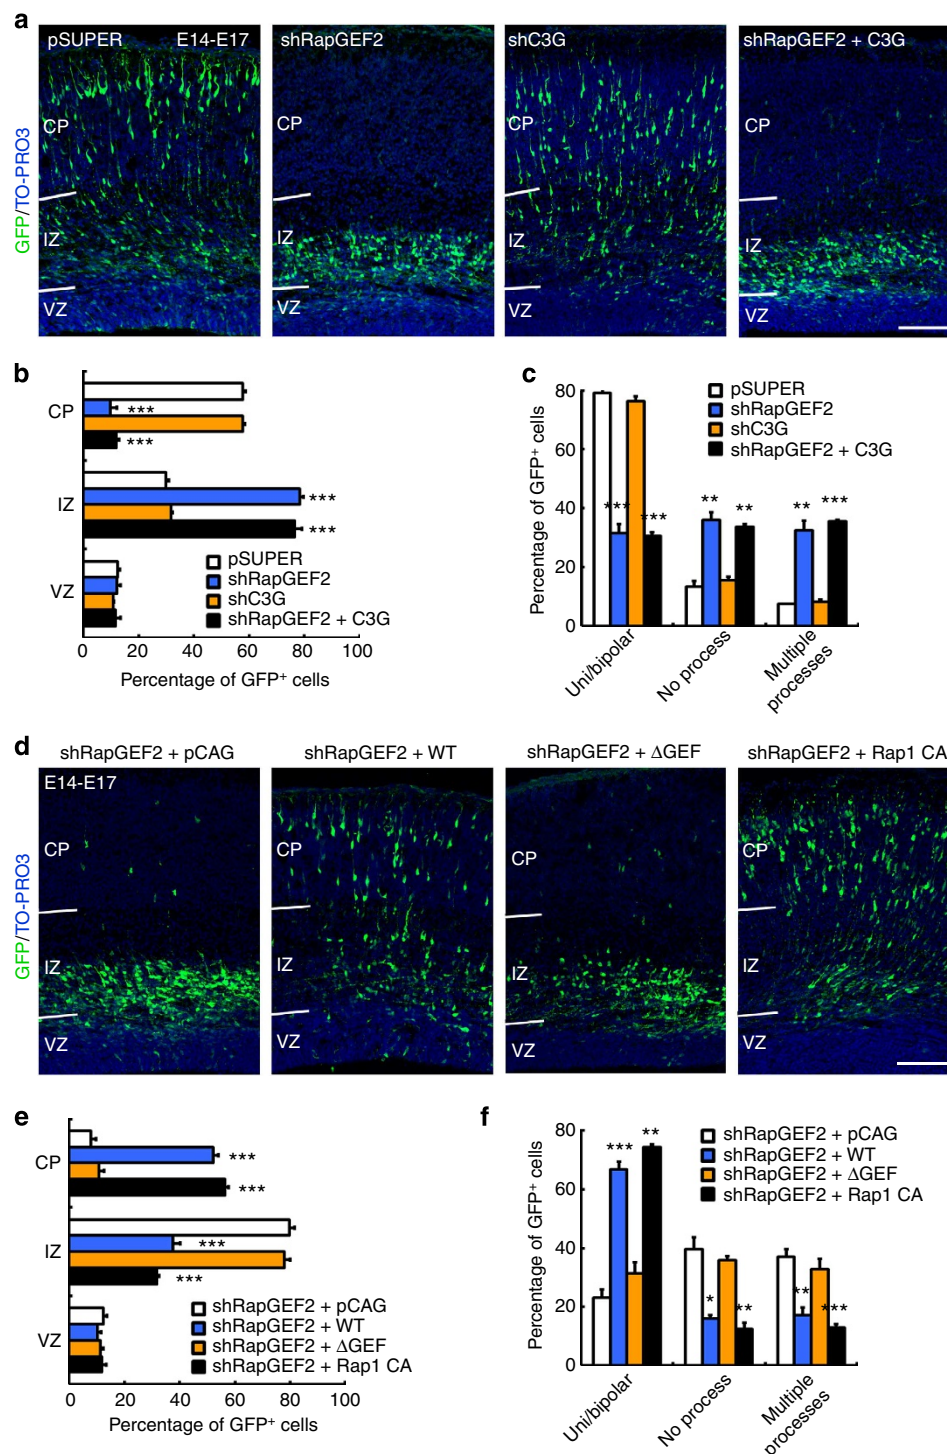 a
pSUPER E14-E17
shRapGEF2
shC3G
shRapGEF2 + C3G
GFP/TO-PRO3
CP
IZ
VZ
CP
IZ
VZ
CP
IZ
VZ
b
CP
***
***
IZ
***
***
VZ
pSUPER
shRapGEF2
shC3G
shRapGEF2 + C3G
0 20 40 60 80 100
Percentage of GFP⁺ cells
c
Percentage of GFP⁺ cells
80
60
40
20
0
pSUPER
shRapGEF2
shC3G
shRapGEF2 + C3G
*** *** ** ** ** ***
Uni/bipolar
No process
Multiple
processes
d
shRapGEF2 + pCAG
shRapGEF2 + WT
shRapGEF2 + ΔGEF
shRapGEF2 + Rap1 CA
E14-E17
GFP/TO-PRO3
CP
IZ
VZ
CP
IZ
VZ
CP
IZ
VZ
e
CP
***
***
IZ
***
***
VZ
shRapGEF2 + pCAG
shRapGEF2 + WT
shRapGEF2 + ΔGEF
shRapGEF2 + Rap1 CA
0 20 40 60 80 100
Percentage of GFP⁺ cells
f
Percentage of GFP⁺ cells
80
60
40
20
0
shRapGEF2 + pCAG
shRapGEF2 + WT
shRapGEF2 + ΔGEF
shRapGEF2 + Rap1 CA
*** ** * ** ** ***
Uni/bipolar
No process
Multiple
processes